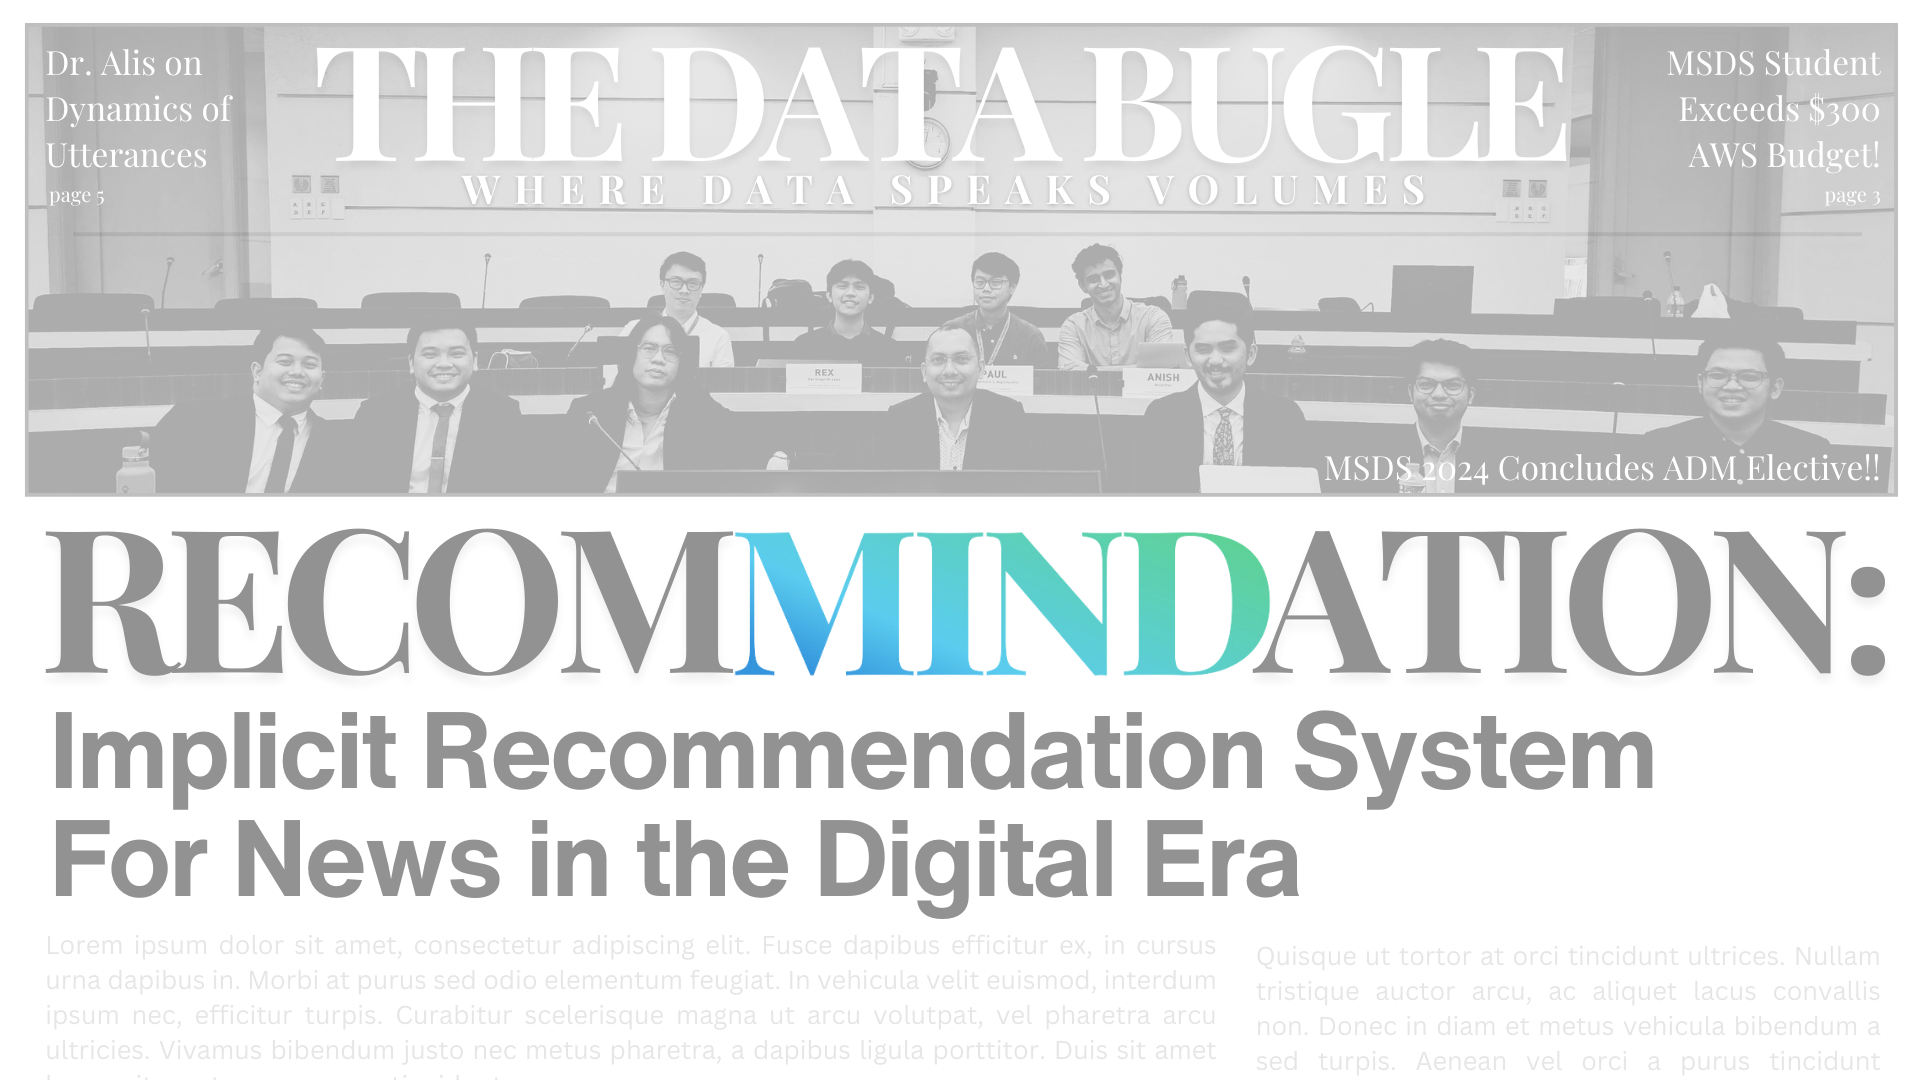 Dr. Alis on
Dynamics of
Utterances
page 5
THE DATA BUGLE
WHERE DATA SPEAKS VOLUMES
MSDS Student
Exceeds $300
AWS Budget!
page 3
REX
PAUL
ANISH
MSDS 2024 Concludes ADM Elective!!
RECOMMINDATION:
Implicit Recommendation System
For News in the Digital Era
Lorem ipsum dolor sit amet, consectetur adipiscing elit. Fusce dapibus efficitur ex, in cursus
urna dapibus in. Morbi at purus sed odio elementum feugiat. In vehicula velit euismod, interdum
ipsum nec, efficitur turpis. Curabitur scelerisque magna ut arcu volutpat, vel pharetra arcu
ultricies. Vivamus bibendum justo nec metus pharetra, a dapibus ligula porttitor. Duis sit amet
Quisque ut tortor at orci tincidunt ultrices. Nullam
tristique auctor arcu, ac aliquet lacus convallis
non. Donec in diam et metus vehicula bibendum a
sed turpis. Aenean vel orci a purus tincidunt